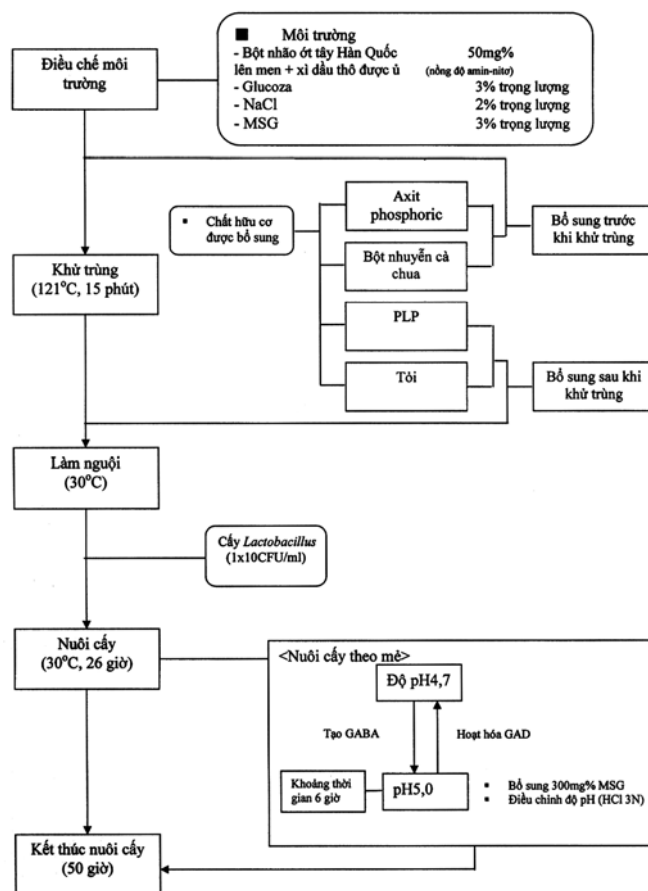 Điều chế môi
trường
■ Môi trường
- Bột nhão ớt tây Hàn Quốc 50mg%
lên men + xì dầu thô được ủ (nồng độ amin-nitơ)
- Glucoza 3% trọng lượng
- NaCl 2% trọng lượng
- MSG 3% trọng lượng
▪ Chất hữu cơ
được bổ sung
Axit
phosphoric
Bột nhuyễn cà
chua
PLP
Tỏi
Bổ sung trước
khi khử trùng
Bổ sung sau khi
khử trùng
Khử trùng
(121°C, 15 phút)
Làm nguội
(30°C)
Cấy Lactobacillus
(1x10CFU/ml)
Nuôi cấy
(30°C, 26 giờ)
<Nuôi cấy theo mẻ>
Độ pH4,7
Tạo GABA Hoạt hóa GAD
Khoảng thời
gian 6 giờ
pH5,0
▪ Bổ sung 300mg% MSG
▪ Điều chỉnh độ pH (HCl 3N)
Kết thúc nuôi cấy
(50 giờ)